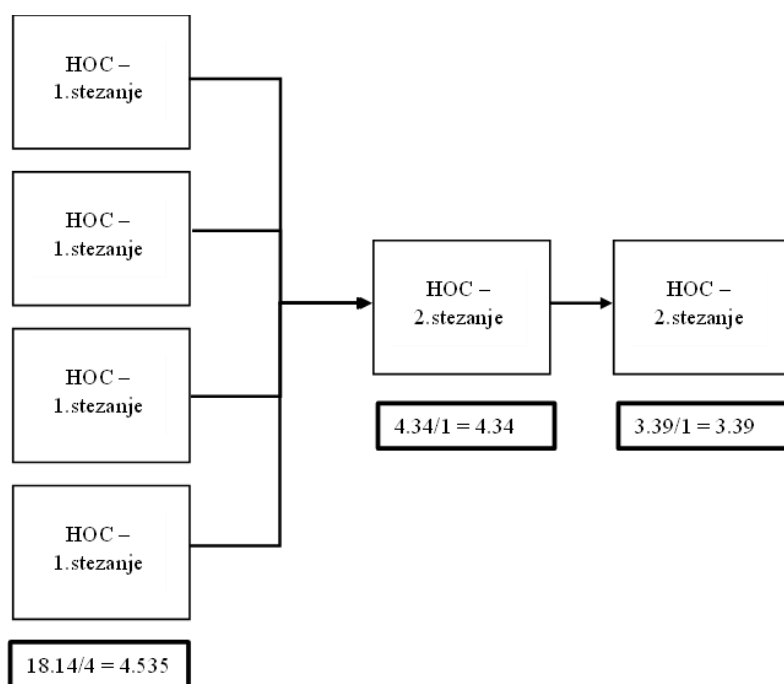 HOC –
1.stezanje
HOC –
1.stezanje
HOC –
1.stezanje
HOC –
1.stezanje
18.14/4 = 4.535
HOC –
2.stezanje
4.34/1 = 4.34
HOC –
2.stezanje
3.39/1 = 3.39